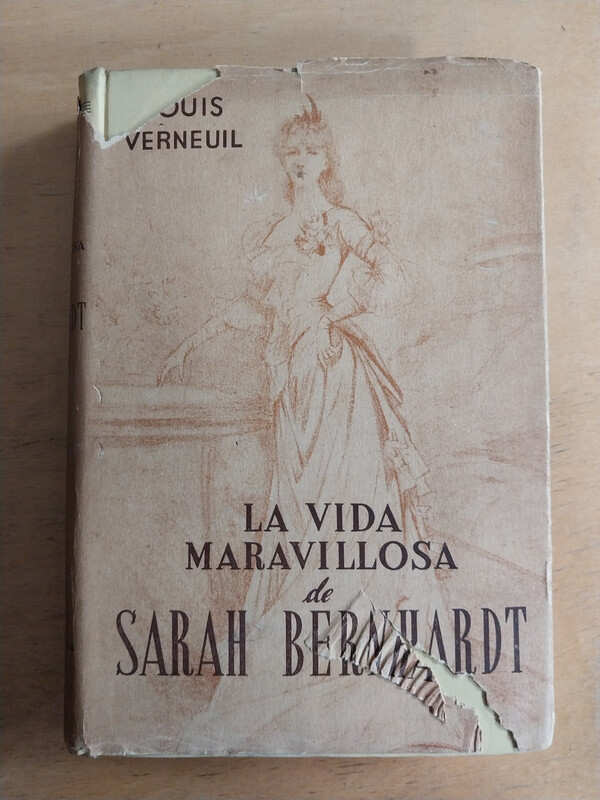 OUIS
VERNEUIL
LA VIDA
MARAVILLOSA
de
SARAH BERNHARDT